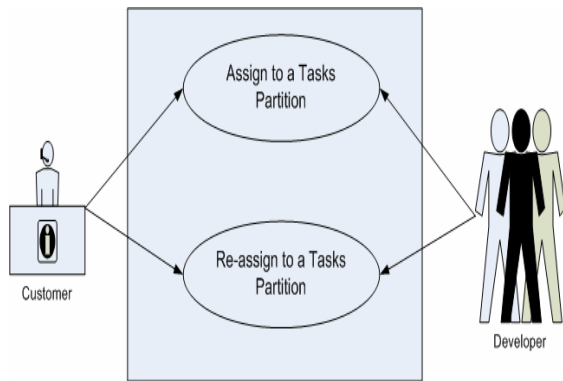 Assign to a Tasks
Partition
Re-assign to a Tasks
Partition
i
Customer
Developer